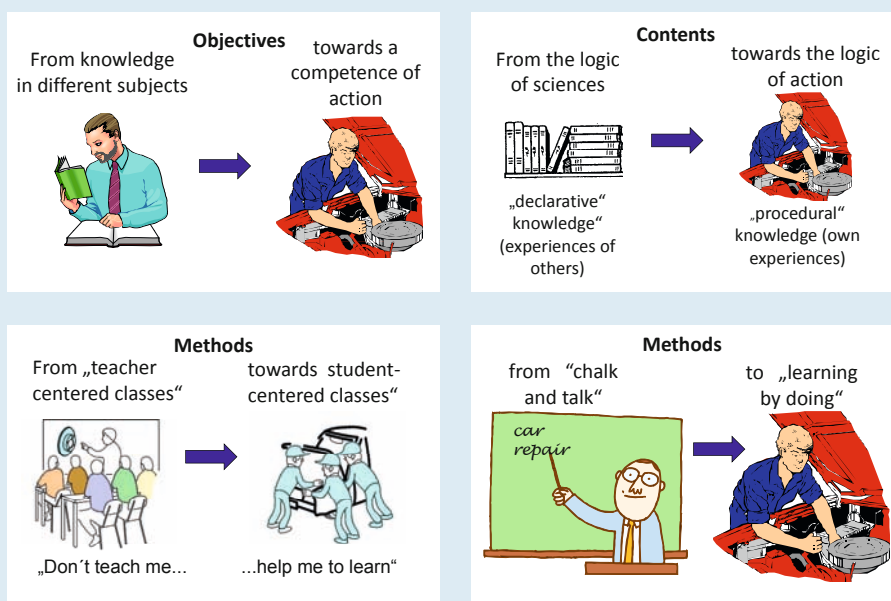 Objectives
From knowledge
in different subjects
towards a
competence of
action
Contents
From the logic
of sciences
towards the logic
of action
„declarative“
knowledge“
(experiences of
others)
„procedural“
knowledge (own
experiences)
Methods
From „teacher
centered classes“
towards student-
centered classes“
„Don´t teach me...
...help me to learn“
Methods
from “chalk
and talk“
to „learning
by doing“
car
repair